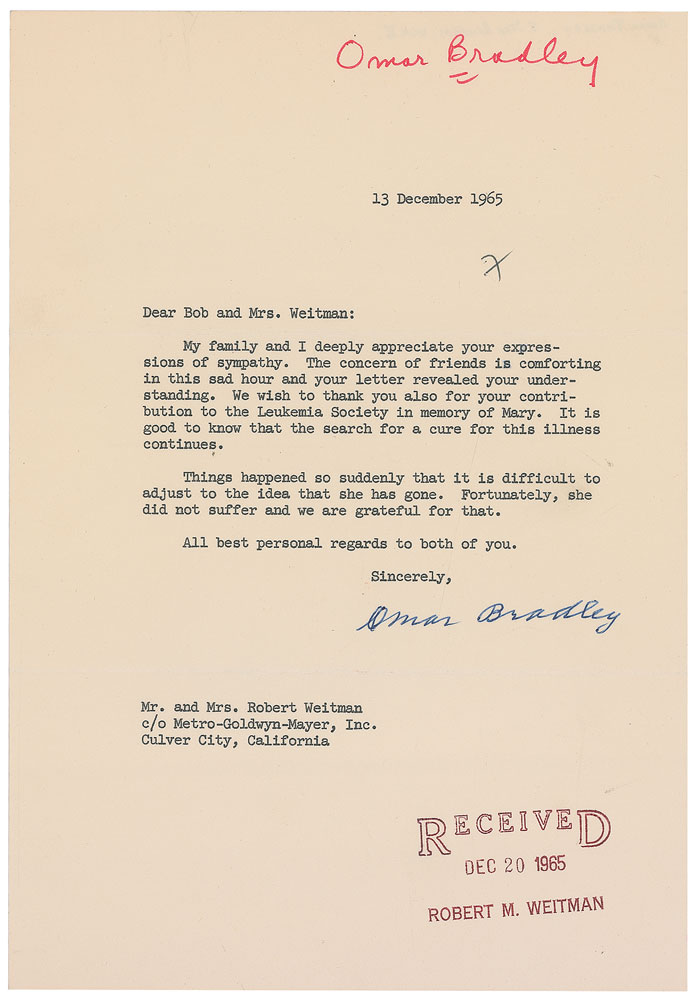 Omar Bradley
13 December 1965
x
Dear Bob and Mrs. Weitman:
My family and I deeply appreciate your expres-
sions of sympathy. The concern of friends is comforting
in this sad hour and your letter revealed your under-
standing. We wish to thank you also for your contri-
bution to the Leukemia Society in memory of Mary. It is
good to know that the search for a cure for this illness
continues.
Things happened so suddenly that it is difficult to
adjust to the idea that she has gone. Fortunately, she
did not suffer and we are grateful for that.
All best personal regards to both of you.
Sincerely,
Omar Bradley
Mr. and Mrs. Robert Weitman
c/o Metro-Goldwyn-Mayer, Inc.
Culver City, California
RECEIVED
DEC 20 1965
ROBERT M. WEITMAN